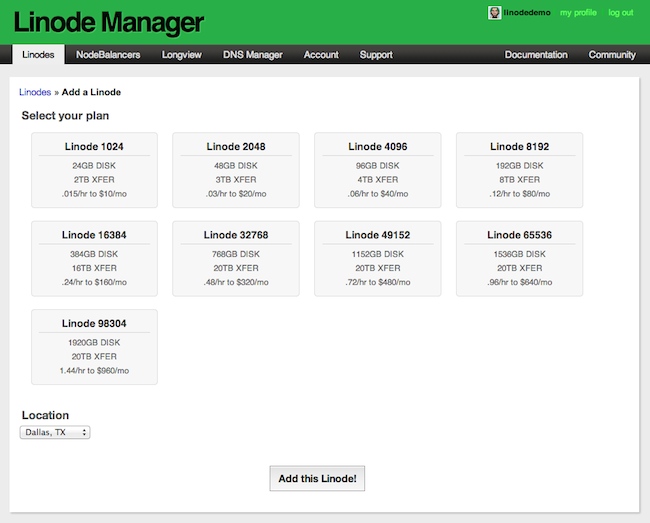 Linode Manager
linodedemo my profile log out
Linodes NodeBalancers Longview DNS Manager Account Support Documentation Community
Linodes » Add a Linode
Select your plan
Linode 1024 Linode 2048 Linode 4096 Linode 8192
24GB DISK 48GB DISK 96GB DISK 192GB DISK
2TB XFER 3TB XFER 4TB XFER 8TB XFER
.015/hr to $10/mo .03/hr to $20/mo .06/hr to $40/mo .12/hr to $80/mo
Linode 16384 Linode 32768 Linode 49152 Linode 65536
384GB DISK 768GB DISK 1152GB DISK 1536GB DISK
16TB XFER 20TB XFER 20TB XFER 20TB XFER
.24/hr to $160/mo .48/hr to $320/mo .72/hr to $480/mo .96/hr to $640/mo
Linode 98304
1920GB DISK
20TB XFER
1.44/hr to $960/mo
Location
Dallas, TX
Add this Linode!